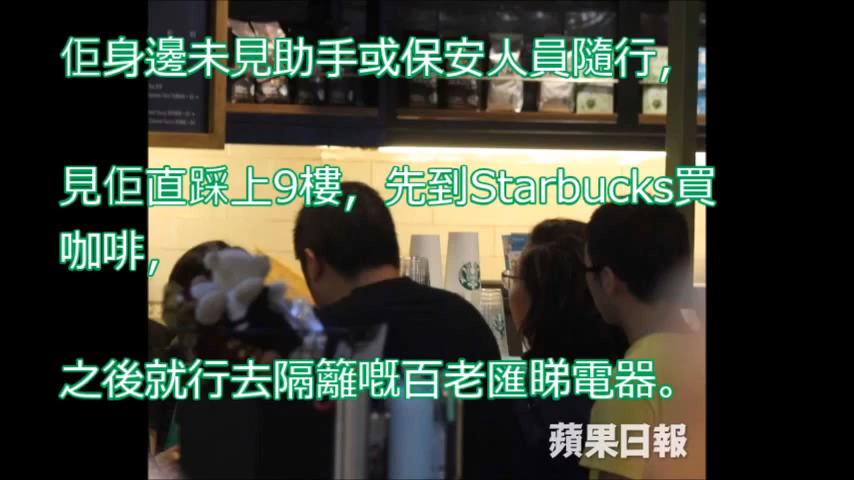 佢身邊未見助手或保安人員隨行,
見佢直踩上9樓，先到Starbucks買
咖啡，
之後就行去隔籬嘅百老匯睇電器。
蘋果日報